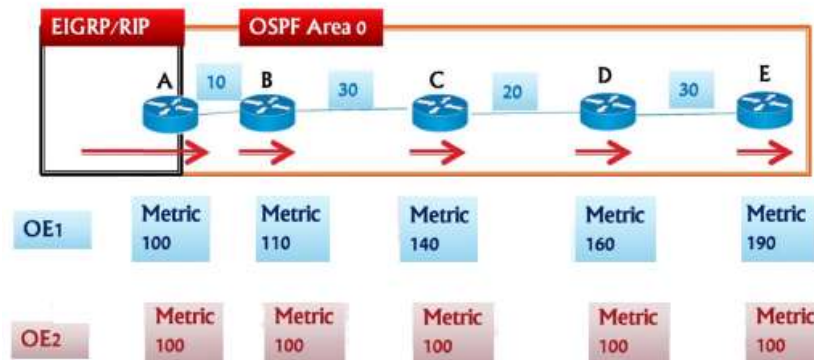 EIGRP/RIP OSPF Area 0
A 10 B 30 C 20 D 30 E
OE1 Metric 100 Metric 110 Metric 140 Metric 160 Metric 190
OE2 Metric 100 Metric 100 Metric 100 Metric 100 Metric 100